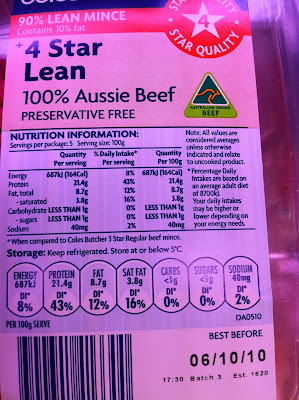 Coles
90% LEAN MINCE
Contains 10% fat
STAR QUALITY
4
STAR QUALITY
+4 Star
Lean
100% Aussie Beef
PRESERVATIVE FREE
AUSTRALIAN GROWN
BEEF
NUTRITION INFORMATION:
Servings per package: 5 Serving size: 100g
Quantity Per serving % Daily Intake* Per serving Quantity Per 100g
Energy 687kJ (164Cal) 8% 687kJ (164Cal)
Protein 21.4g 43% 21.4g
Fat, total 8.7g 12% 8.7g
- saturated 3.8g 16% 3.8g
Carbohydrate LESS THAN 1g 0% LESS THAN 1g
- sugars LESS THAN 1g 0% LESS THAN 1g
Sodium 40mg 2% 40mg
Note: All values are
considered averages
unless otherwise
indicated and relate
to uncooked product.
*Percentage Daily
Intakes are based on
an average adult diet
of 8700kJ.
Your daily intakes
may be higher or
lower depending on
your energy needs.
+When compared to Coles Butcher 3 Star Regular beef mince.
Storage: Keep refrigerated. Store at or below 5°C.
ENERGY 687kJ DI* 8%
PROTEIN 21.4g DI* 43%
FAT 8.7g DI* 12%
SAT FAT 3.8g DI* 16%
CARBS <1g DI* 0%
SUGARS <1g DI* 0%
SODIUM 40mg DI* 2%
PER 100g SERVE
DA0510
BEST BEFORE
06/10/10
17:30 Batch 3 Est. 1620